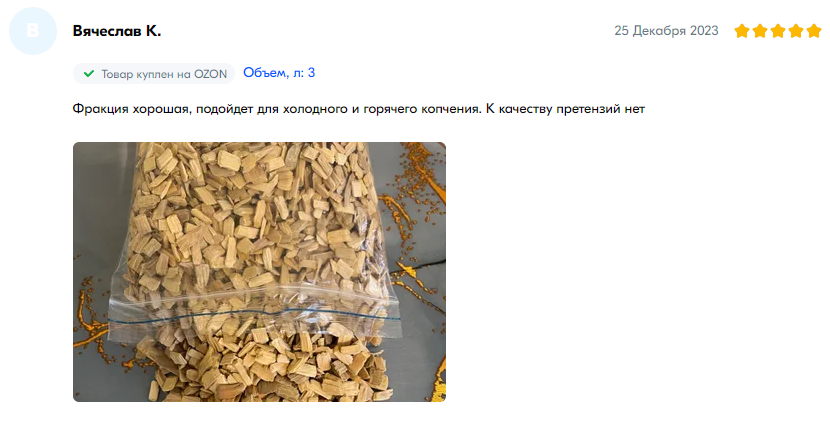 В
Вячеслав К.
25 Декабря 2023
Товар куплен на OZON
Объем, л: 3
Фракция хорошая, подойдет для холодного и горячего копчения. К качеству претензий нет